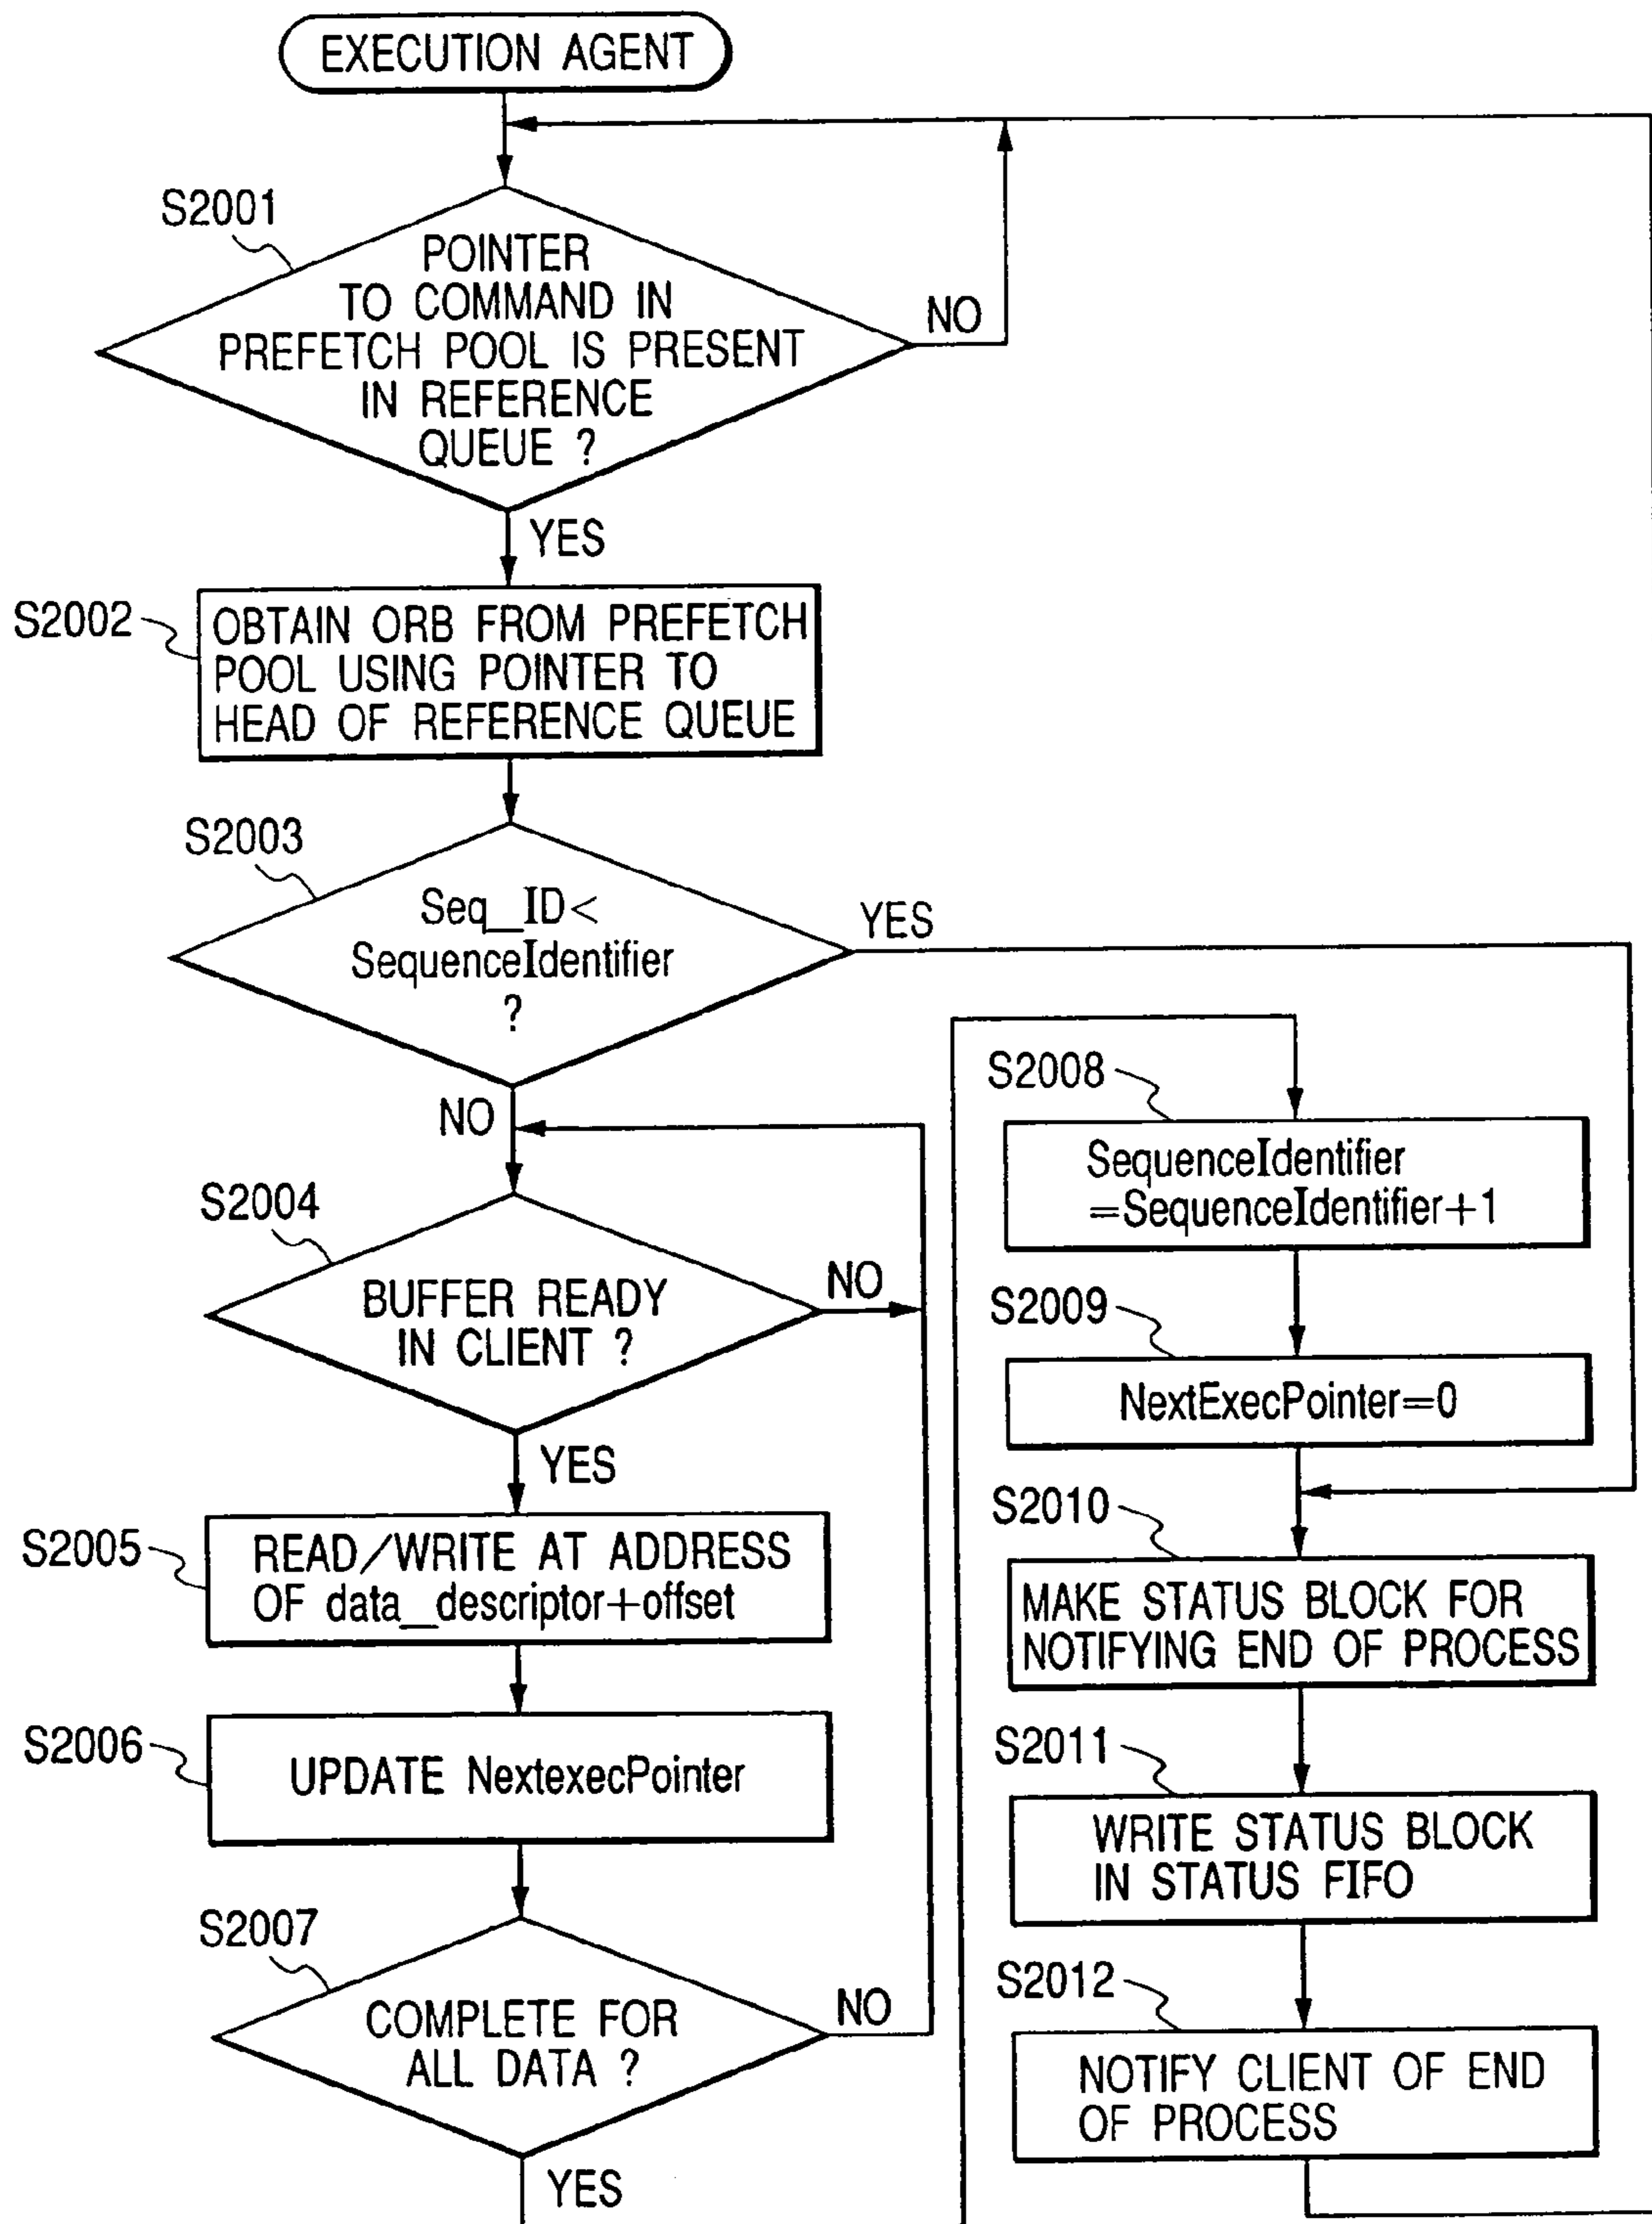 EXECUTION AGENT
S2001
POINTER
TO COMMAND IN
PREFETCH POOL IS PRESENT
IN REFERENCE
QUEUE ?
NO
YES
S2002
OBTAIN ORB FROM PREFETCH
POOL USING POINTER TO
HEAD OF REFERENCE QUEUE
S2003
Seq_ID<
SequenceIdentifier
?
YES
NO
S2004
BUFFER READY
IN CLIENT ?
NO
YES
S2005
READ/WRITE AT ADDRESS
OF data_descriptor+offset
S2006
UPDATE NextexecPointer
S2007
COMPLETE FOR
ALL DATA ?
NO
YES
S2008
SequenceIdentifier
=SequenceIdentifier+1
S2009
NextExecPointer=0
S2010
MAKE STATUS BLOCK FOR
NOTIFYING END OF PROCESS
S2011
WRITE STATUS BLOCK
IN STATUS FIFO
S2012
NOTIFY CLIENT OF END
OF PROCESS